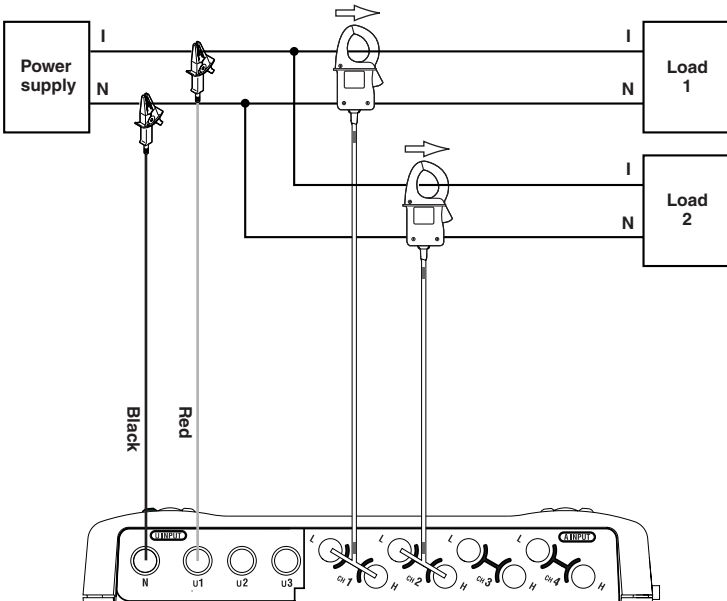 I
I
Power
supply
Load
1
N
N
I
Load
2
N
Black
Red
U INPUT
A INPUT
L
L
L
L
N
U1
U2
U3
CH 1
H
CH 2
H
CH 3
H
CH 4
H